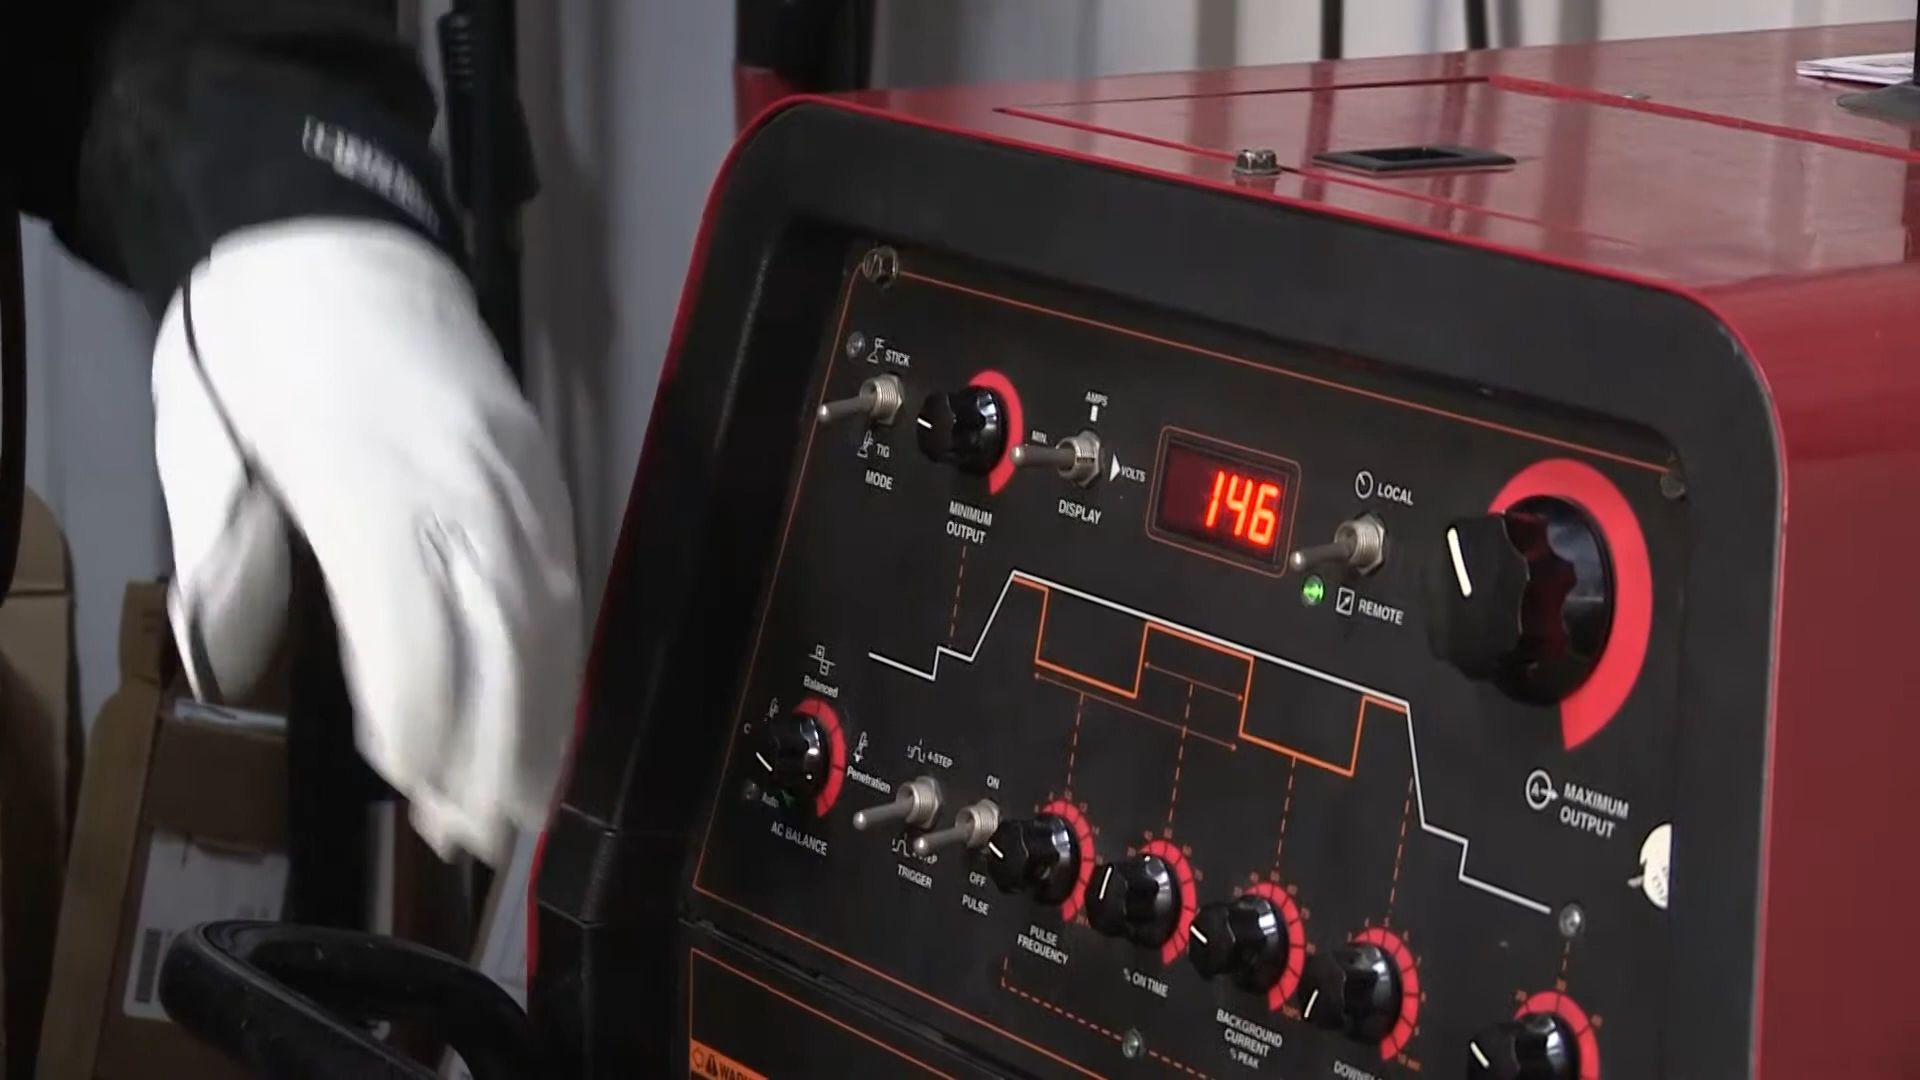 STICK
TIG
MODE
MINIMUM
OUTPUT
AMPS
MIN.
VOLTS
DISPLAY
146
LOCAL
REMOTE
MAXIMUM
OUTPUT
Balanced
Penetration
Auto
AC BALANCE
4-STEP
TRIGGER
ON
OFF
PULSE
PULSE
FREQUENCY
% ON TIME
BACKGROUND
CURRENT
% PEAK